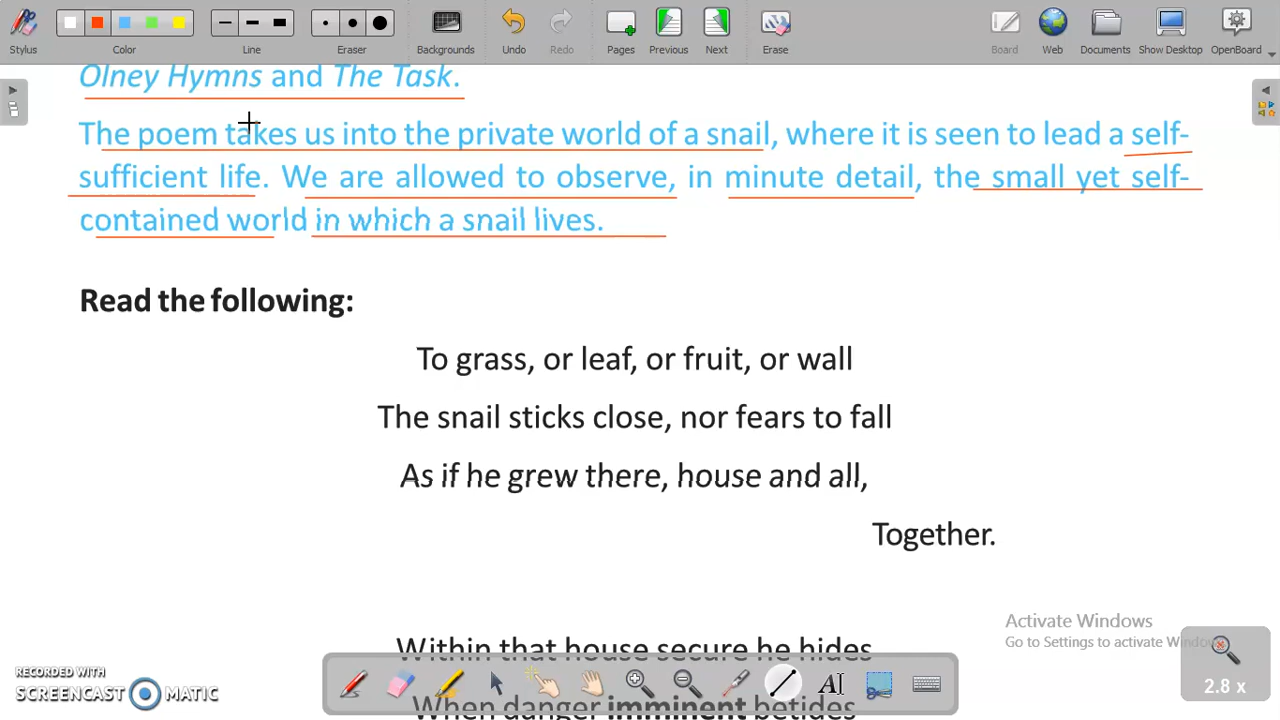 Stylus
Color
Line
Eraser
Backgrounds
Undo
Redo
Pages
Previous
Next
Erase
Board
Web
Documents
Show Desktop
OpenBoard
Olney Hymns and The Task.
The poem takes us into the private world of a snail, where it is seen to lead a self-
sufficient life. We are allowed to observe, in minute detail, the small yet self-
contained world in which a snail lives.
Read the following:
To grass, or leaf, or fruit, or wall
The snail sticks close, nor fears to fall
As if he grew there, house and all,
Together.
Within that house secure he hides
When danger imminent betides
Activate Windows
Go to Settings to activate Windows.
2.8 x
RECORDED WITH
SCREENCAST MATIC